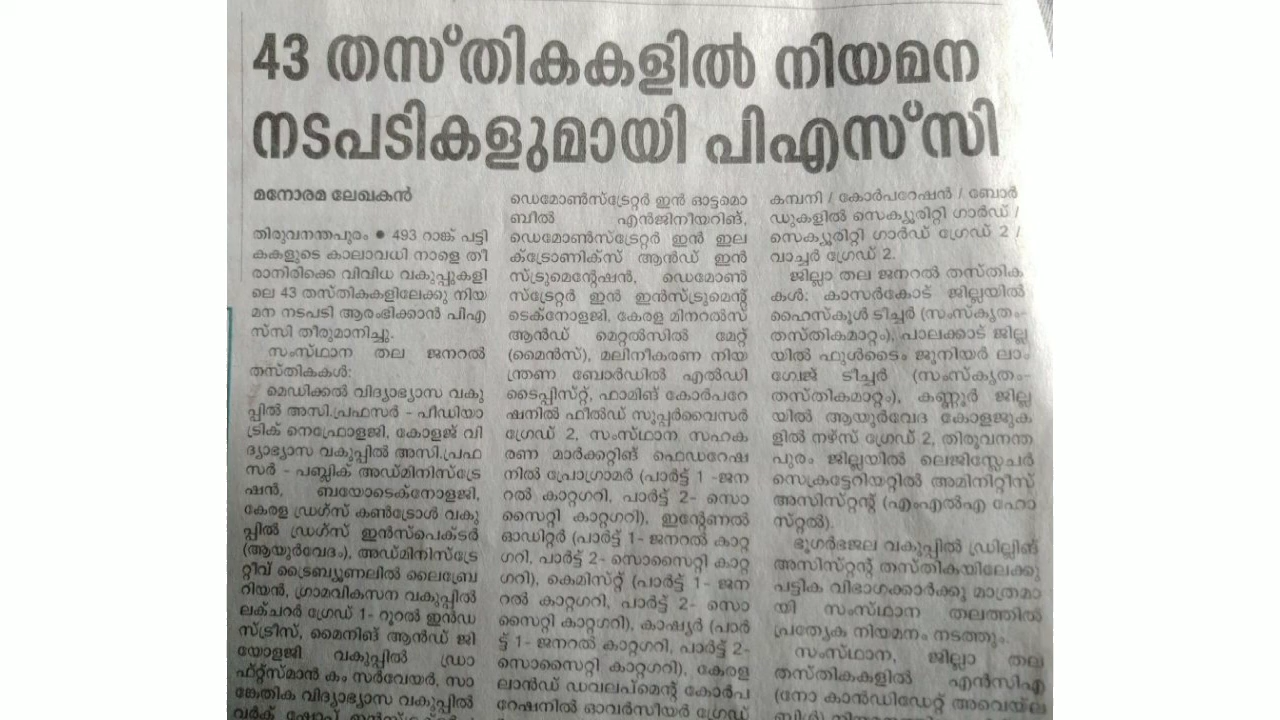 43 തസ്തികകളിൽ നിയമന
നടപടികളുമായി പിഎസ്‌സി
മനോരമ ലേഖകൻ
തിരുവനന്തപുരം ● 493 റാങ്ക് പട്ടി
കകളുടെ കാലാവധി നാളെ തീ
രാനിരിക്കെ വിവിധ വകുപ്പുകളി
ലെ 43 തസ്തികകളിലേക്കു നിയ
മന നടപടി ആരംഭിക്കാൻ പിഎ
സ്‌സി തീരുമാനിച്ചു.
സംസ്ഥാന തല ജനറൽ
തസ്തികകൾ:
മെഡിക്കൽ വിദ്യാഭ്യാസ വകു
പ്പിൽ അസി.പ്രഫസർ - പീഡിയാ
ട്രിക് നെഫ്രോളജി, കോളജ് വി
ദ്യാഭ്യാസ വകുപ്പിൽ അസി.പ്രഫ
സർ - പബ്ലിക് അഡ്മിനിസ്ട്രേ
ഷൻ, ബയോടെക്നോളജി,
കേരള ഡ്രഗ്സ് കൺട്രോൾ വകു
പ്പിൽ ഡ്രഗ്സ് ഇൻസ്പെക്ടർ
(ആയുർവേദം), അഡ്മിനിസ്ട്രേ
റ്റീവ് ട്രൈബ്യൂണലിൽ ലൈബ്രേ
റിയൻ, ഗ്രാമവികസന വകുപ്പിൽ
ലക്ചറർ ഗ്രേഡ് 1- റൂറൽ ഇൻഡ
സ്ട്രീസ്, മൈനിങ് ആൻഡ് ജി
യോളജി വകുപ്പിൽ ഡ്രാ
ഫ്റ്റ്സ്മാൻ കം സർവേയർ, സാ
ങ്കേതിക വിദ്യാഭ്യാസ വകുപ്പിൽ
വർക് ഷോപ് ഇൻസ്ട്രക്ടർ
ഡെമോൺസ്ട്രേറ്റർ ഇൻ ഓട്ടമൊ
ബീൽ എൻജിനീയറിങ്,
ഡെമോൺസ്ട്രേറ്റർ ഇൻ ഇല
ക്ട്രോണിക്സ് ആൻഡ് ഇൻ
സ്ട്രുമെന്റേഷൻ, ഡെമോൺ
സ്ട്രേറ്റർ ഇൻ ഇൻസ്ട്രുമെന്റ്
ടെക്നോളജി, കേരള മിനറൽസ്
ആൻഡ് മെറ്റൽസിൽ മേറ്റ്
(മൈൻസ്), മലിനീകരണ നിയ
ന്ത്രണ ബോർഡിൽ എൽഡി
ടൈപ്പിസ്റ്റ്, ഫാമിങ് കോർപറേ
ഷനിൽ ഫീൽഡ് സൂപ്പർവൈസർ
ഗ്രേഡ് 2, സംസ്ഥാന സഹക
രണ മാർക്കറ്റിങ് ഫെഡറേഷ
നിൽ പ്രോഗ്രാമർ (പാർട്ട് 1 -ജന
റൽ കാറ്റഗറി, പാർട്ട് 2- സൊ
സൈറ്റി കാറ്റഗറി), ഇന്റേണൽ
ഓഡിറ്റർ (പാർട്ട് 1- ജനറൽ കാറ്റ
ഗറി, പാർട്ട് 2- സൊസൈറ്റി കാറ്റ
ഗറി), കെമിസ്റ്റ് (പാർട്ട് 1- ജന
റൽ കാറ്റഗറി, പാർട്ട് 2- സൊ
സൈറ്റി കാറ്റഗറി), കാഷ്യർ (പാർ
ട്ട് 1- ജനറൽ കാറ്റഗറി, പാർട്ട് 2-
സൊസൈറ്റി കാറ്റഗറി), കേരള
ലാൻഡ് ഡവലപ്മെന്റ് കോർപ
റേഷനിൽ ഓവർസീയർ ഗ്രേഡ്
കമ്പനി / കോർപറേഷൻ / ബോർ
ഡുകളിൽ സെക്യൂരിറ്റി ഗാർഡ് /
സെക്യൂരിറ്റി ഗാർഡ് ഗ്രേഡ് 2 /
വാച്ചർ ഗ്രേഡ് 2.
ജില്ലാ തല ജനറൽ തസ്തിക
കൾ: കാസർകോട് ജില്ലയിൽ
ഹൈസ്കൂൾ ടീച്ചർ (സംസ്കൃതം-
തസ്തികമാറ്റം), പാലക്കാട് ജില്ല
യിൽ ഫുൾടൈം ജൂനിയർ ലാം
ഗ്വേജ് ടീച്ചർ (സംസ്കൃതം-
തസ്തികമാറ്റം), കണ്ണൂർ ജില്ല
യിൽ ആയുർവേദ കോളജുക
ളിൽ നഴ്സ് ഗ്രേഡ് 2, തിരുവനന്ത
പുരം ജില്ലയിൽ ലെജിസ്ലേചർ
സെക്രട്ടേറിയറ്റിൽ അമിനിറ്റീസ്
അസിസ്റ്റന്റ് (എംഎൽഎ ഹോ
സ്റ്റൽ).
ഭൂഗർഭജല വകുപ്പിൽ ഡ്രില്ലിങ്
അസിസ്റ്റന്റ് തസ്തികയിലേക്കു
പട്ടിക വിഭാഗക്കാർക്കു മാത്രമാ
യി സംസ്ഥാന തലത്തിൽ
പ്രത്യേക നിയമനം നടത്തും.
സംസ്ഥാന, ജില്ലാ തല
തസ്തികകളിൽ എൻസിഎ
(നോ കാൻഡിഡേറ്റ് അവെയ്ല